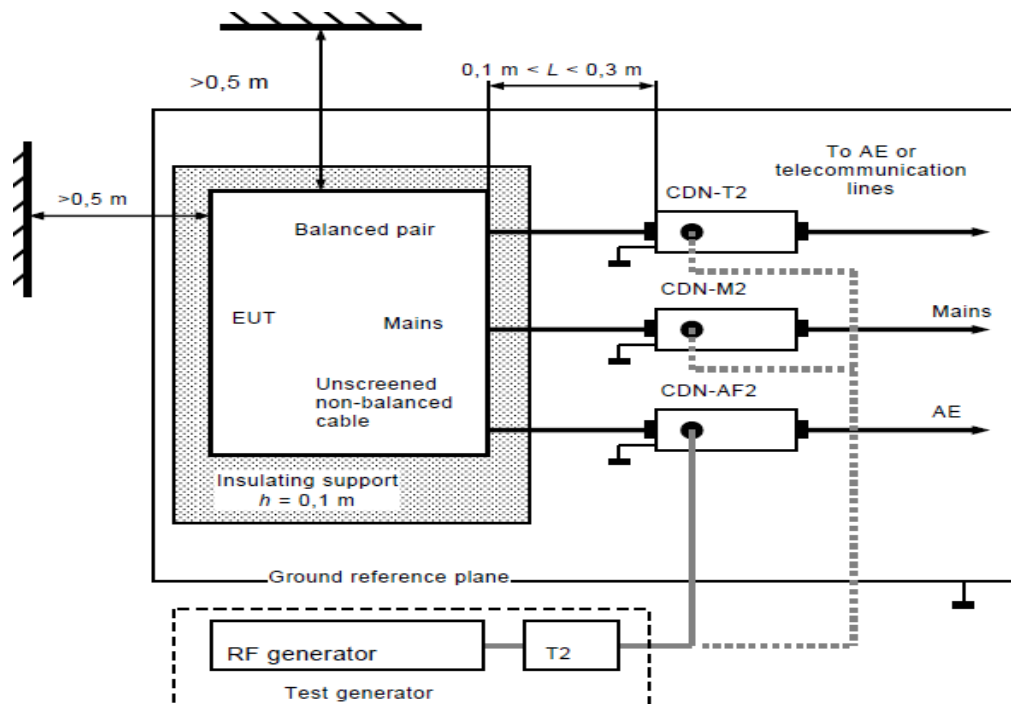 >0,5 m
0,1 m < L < 0,3 m
>0,5 m
To AE or
telecommunication
lines
CDN-T2
Balanced pair
CDN-M2
EUT
Mains
Mains
Unscreened
non-balanced
cable
CDN-AF2
AE
Insulating support
h = 0,1 m
Ground reference plane
RF generator
T2
Test generator